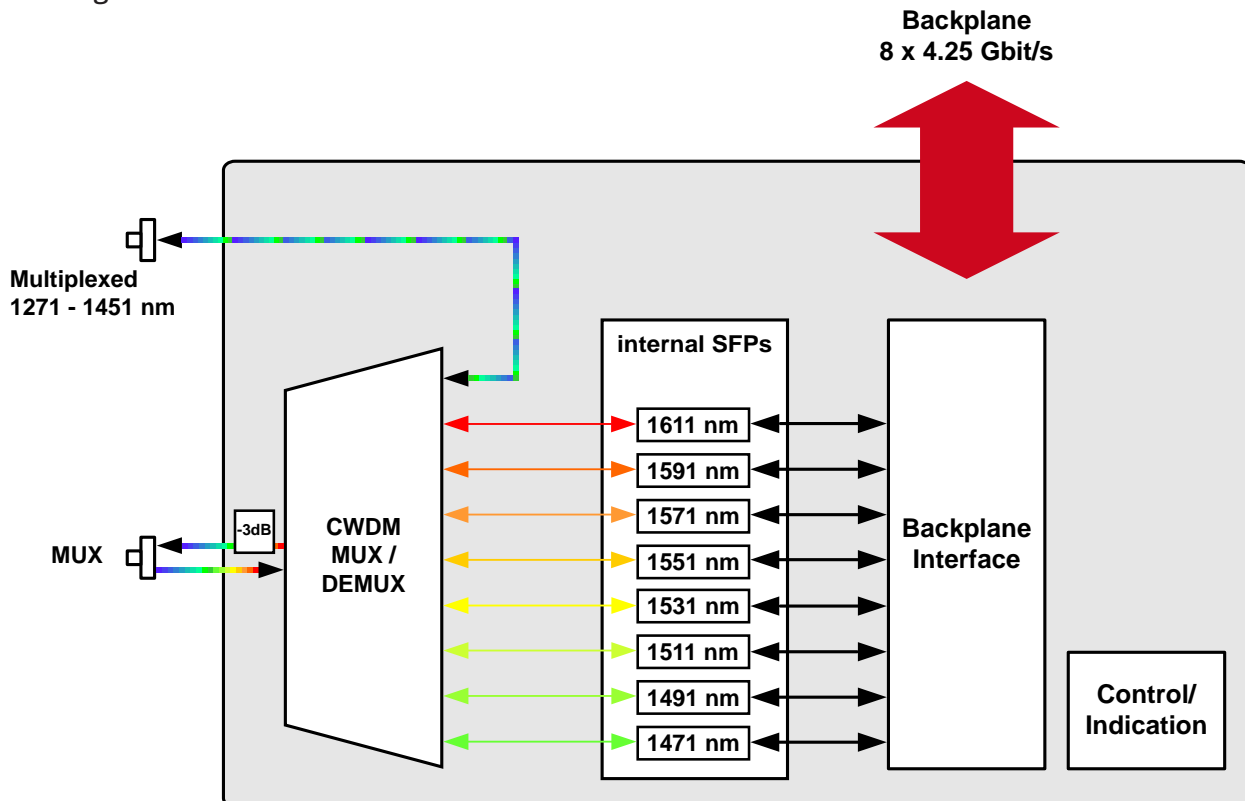 Backplane
8 x 4.25 Gbit/s
Multiplexed
1271 - 1451 nm
internal SFPs
1611 nm
1591 nm
1571 nm
1551 nm
1531 nm
1511 nm
1491 nm
1471 nm
-3dB
MUX
CWDM
MUX /
DEMUX
Backplane
Interface
Control/
Indication